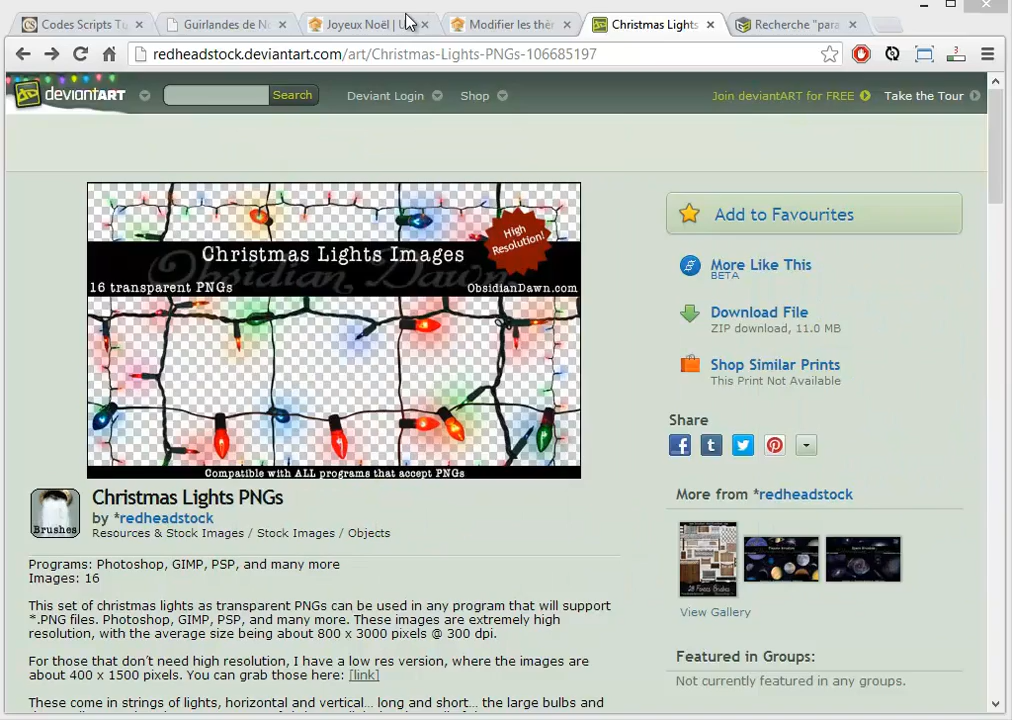 Codes Scripts Tu
Guirlandes de N
Joyeux Noël | U
Modifier les thèr
Christmas Lights
Recherche "para
redheadstock.deviantart.com/art/Christmas-Lights-PNGs-106685197
3
deviantART
Search
Deviant Login
Shop
Join deviantART for FREE
Take the Tour
High Resolution!
Christmas Lights Images
Obsidian Dawn
16 transparent PNGs
ObsidianDawn.com
Compatible with ALL programs that accept PNGs
Add to Favourites
More Like This
BETA
Download File
ZIP download, 11.0 MB
Shop Similar Prints
This Print Not Available
Share
More from *redheadstock
View Gallery
Featured in Groups:
Not currently featured in any groups.
Brushes
Christmas Lights PNGs
by *redheadstock
Resources & Stock Images / Stock Images / Objects
Programs: Photoshop, GIMP, PSP, and many more
Images: 16
This set of christmas lights as transparent PNGs can be used in any program that will support
*.PNG files. Photoshop, GIMP, PSP, and many more. These images are extremely high
resolution, with the average size being about 800 x 3000 pixels @ 300 dpi.
For those that don't need high resolution, I have a low res version, where the images are
about 400 x 1500 pixels. You can grab those here: [link]
These come in strings of lights, horizontal and vertical... long and short... the large bulbs and